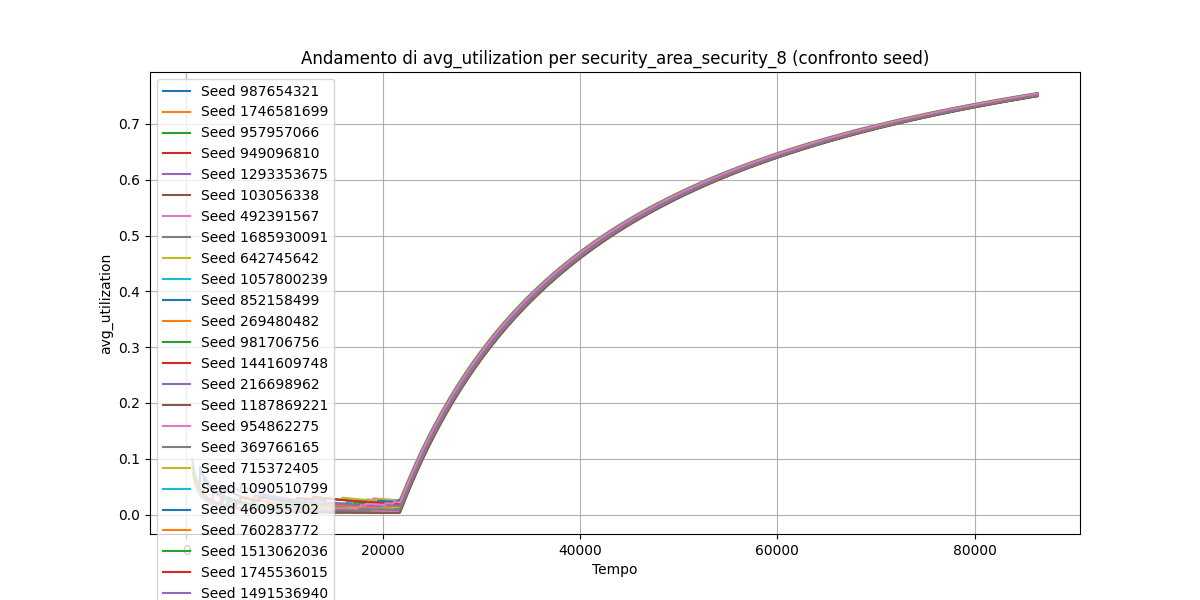 Andamento di avg_utilization per security_area_security_8 (confronto seed)
avg_utilization
0.7
0.6
0.5
0.4
0.3
0.2
0.1
0.0
Seed 987654321
Seed 1746581699
Seed 957957066
Seed 949096810
Seed 1293353675
Seed 103056338
Seed 492391567
Seed 1685930091
Seed 642745642
Seed 1057800239
Seed 852158499
Seed 269480482
Seed 981706756
Seed 1441609748
Seed 216698962
Seed 1187869221
Seed 954862275
Seed 369766165
Seed 715372405
Seed 1090510799
Seed 460955702
Seed 760283772
Seed 1513062036
Seed 1745536015
Seed 1491536940
0
20000
40000
60000
80000
Tempo